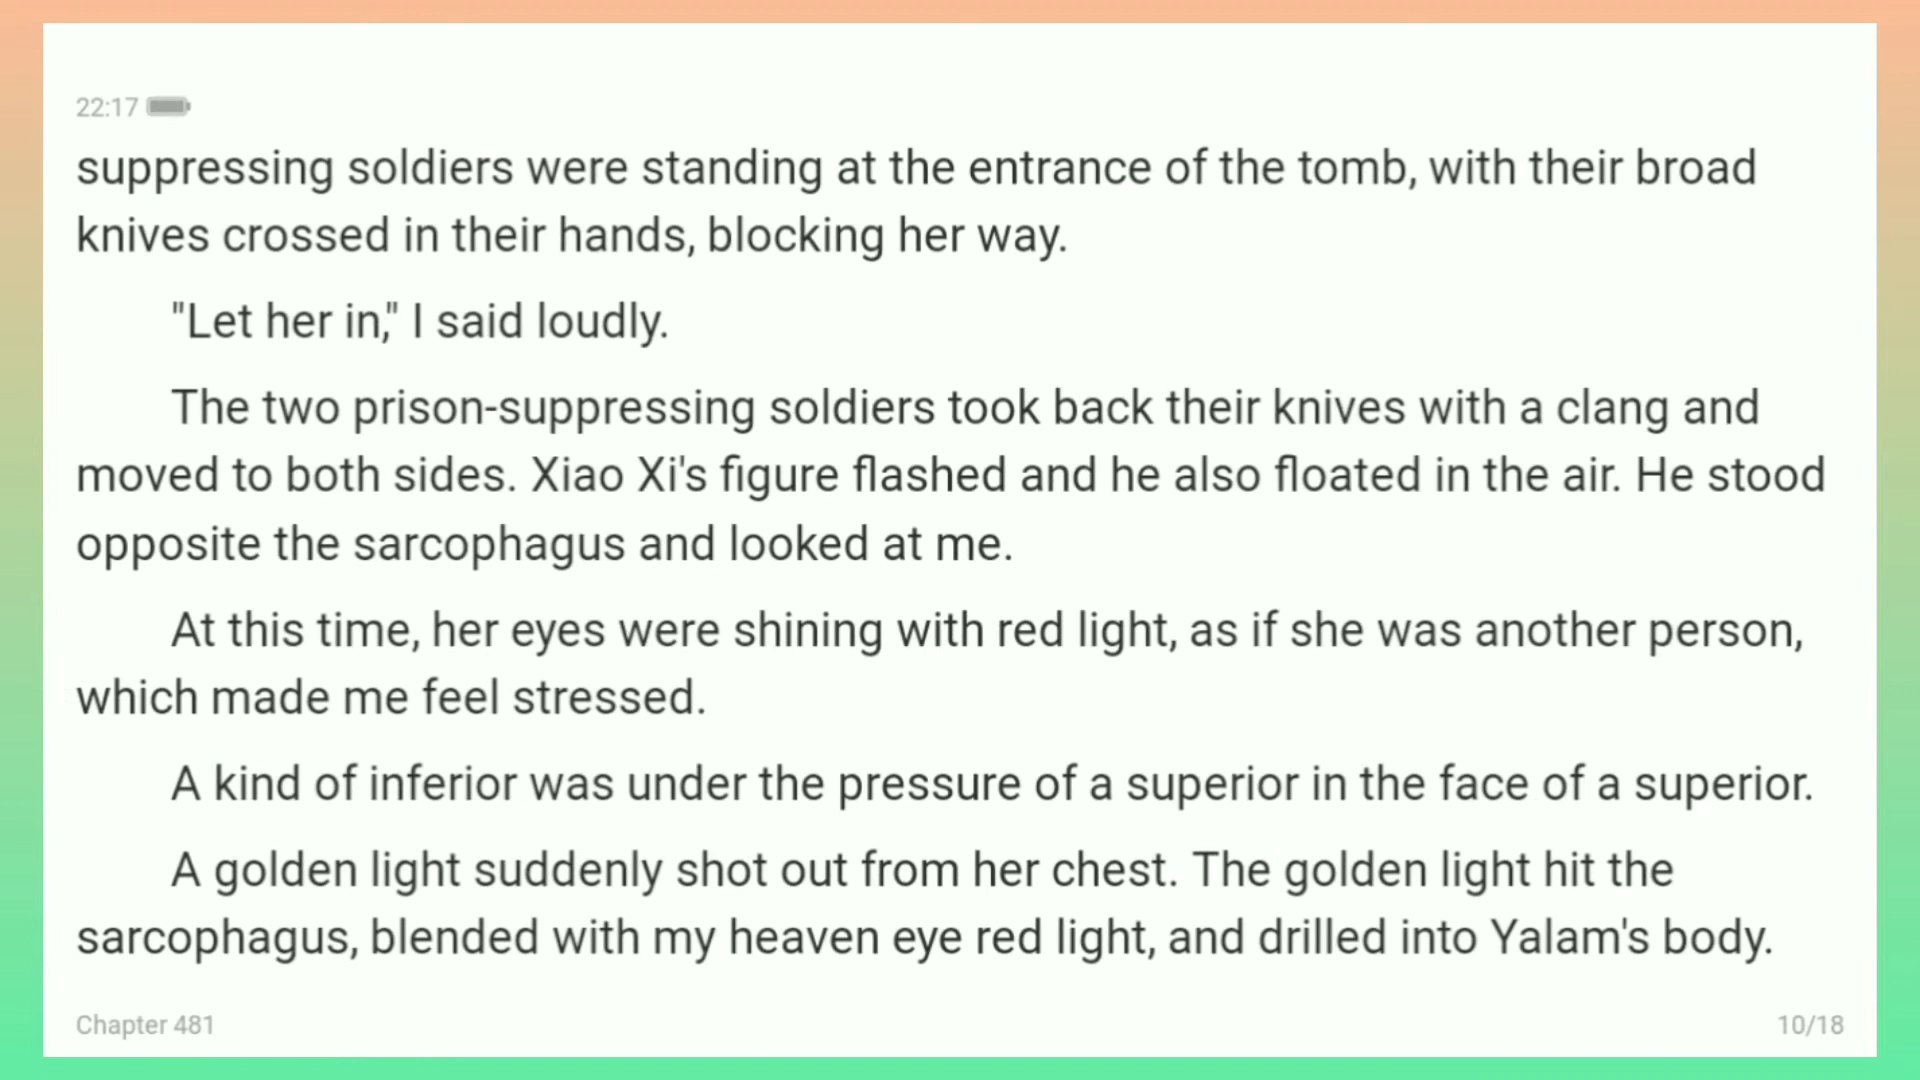 22:17
suppressing soldiers were standing at the entrance of the tomb, with their broad
knives crossed in their hands, blocking her way.
"Let her in," I said loudly.
The two prison-suppressing soldiers took back their knives with a clang and
moved to both sides. Xiao Xi's figure flashed and he also floated in the air. He stood
opposite the sarcophagus and looked at me.
At this time, her eyes were shining with red light, as if she was another person,
which made me feel stressed.
A kind of inferior was under the pressure of a superior in the face of a superior.
A golden light suddenly shot out from her chest. The golden light hit the
sarcophagus, blended with my heaven eye red light, and drilled into Yalam's body.
Chapter 481
10/18